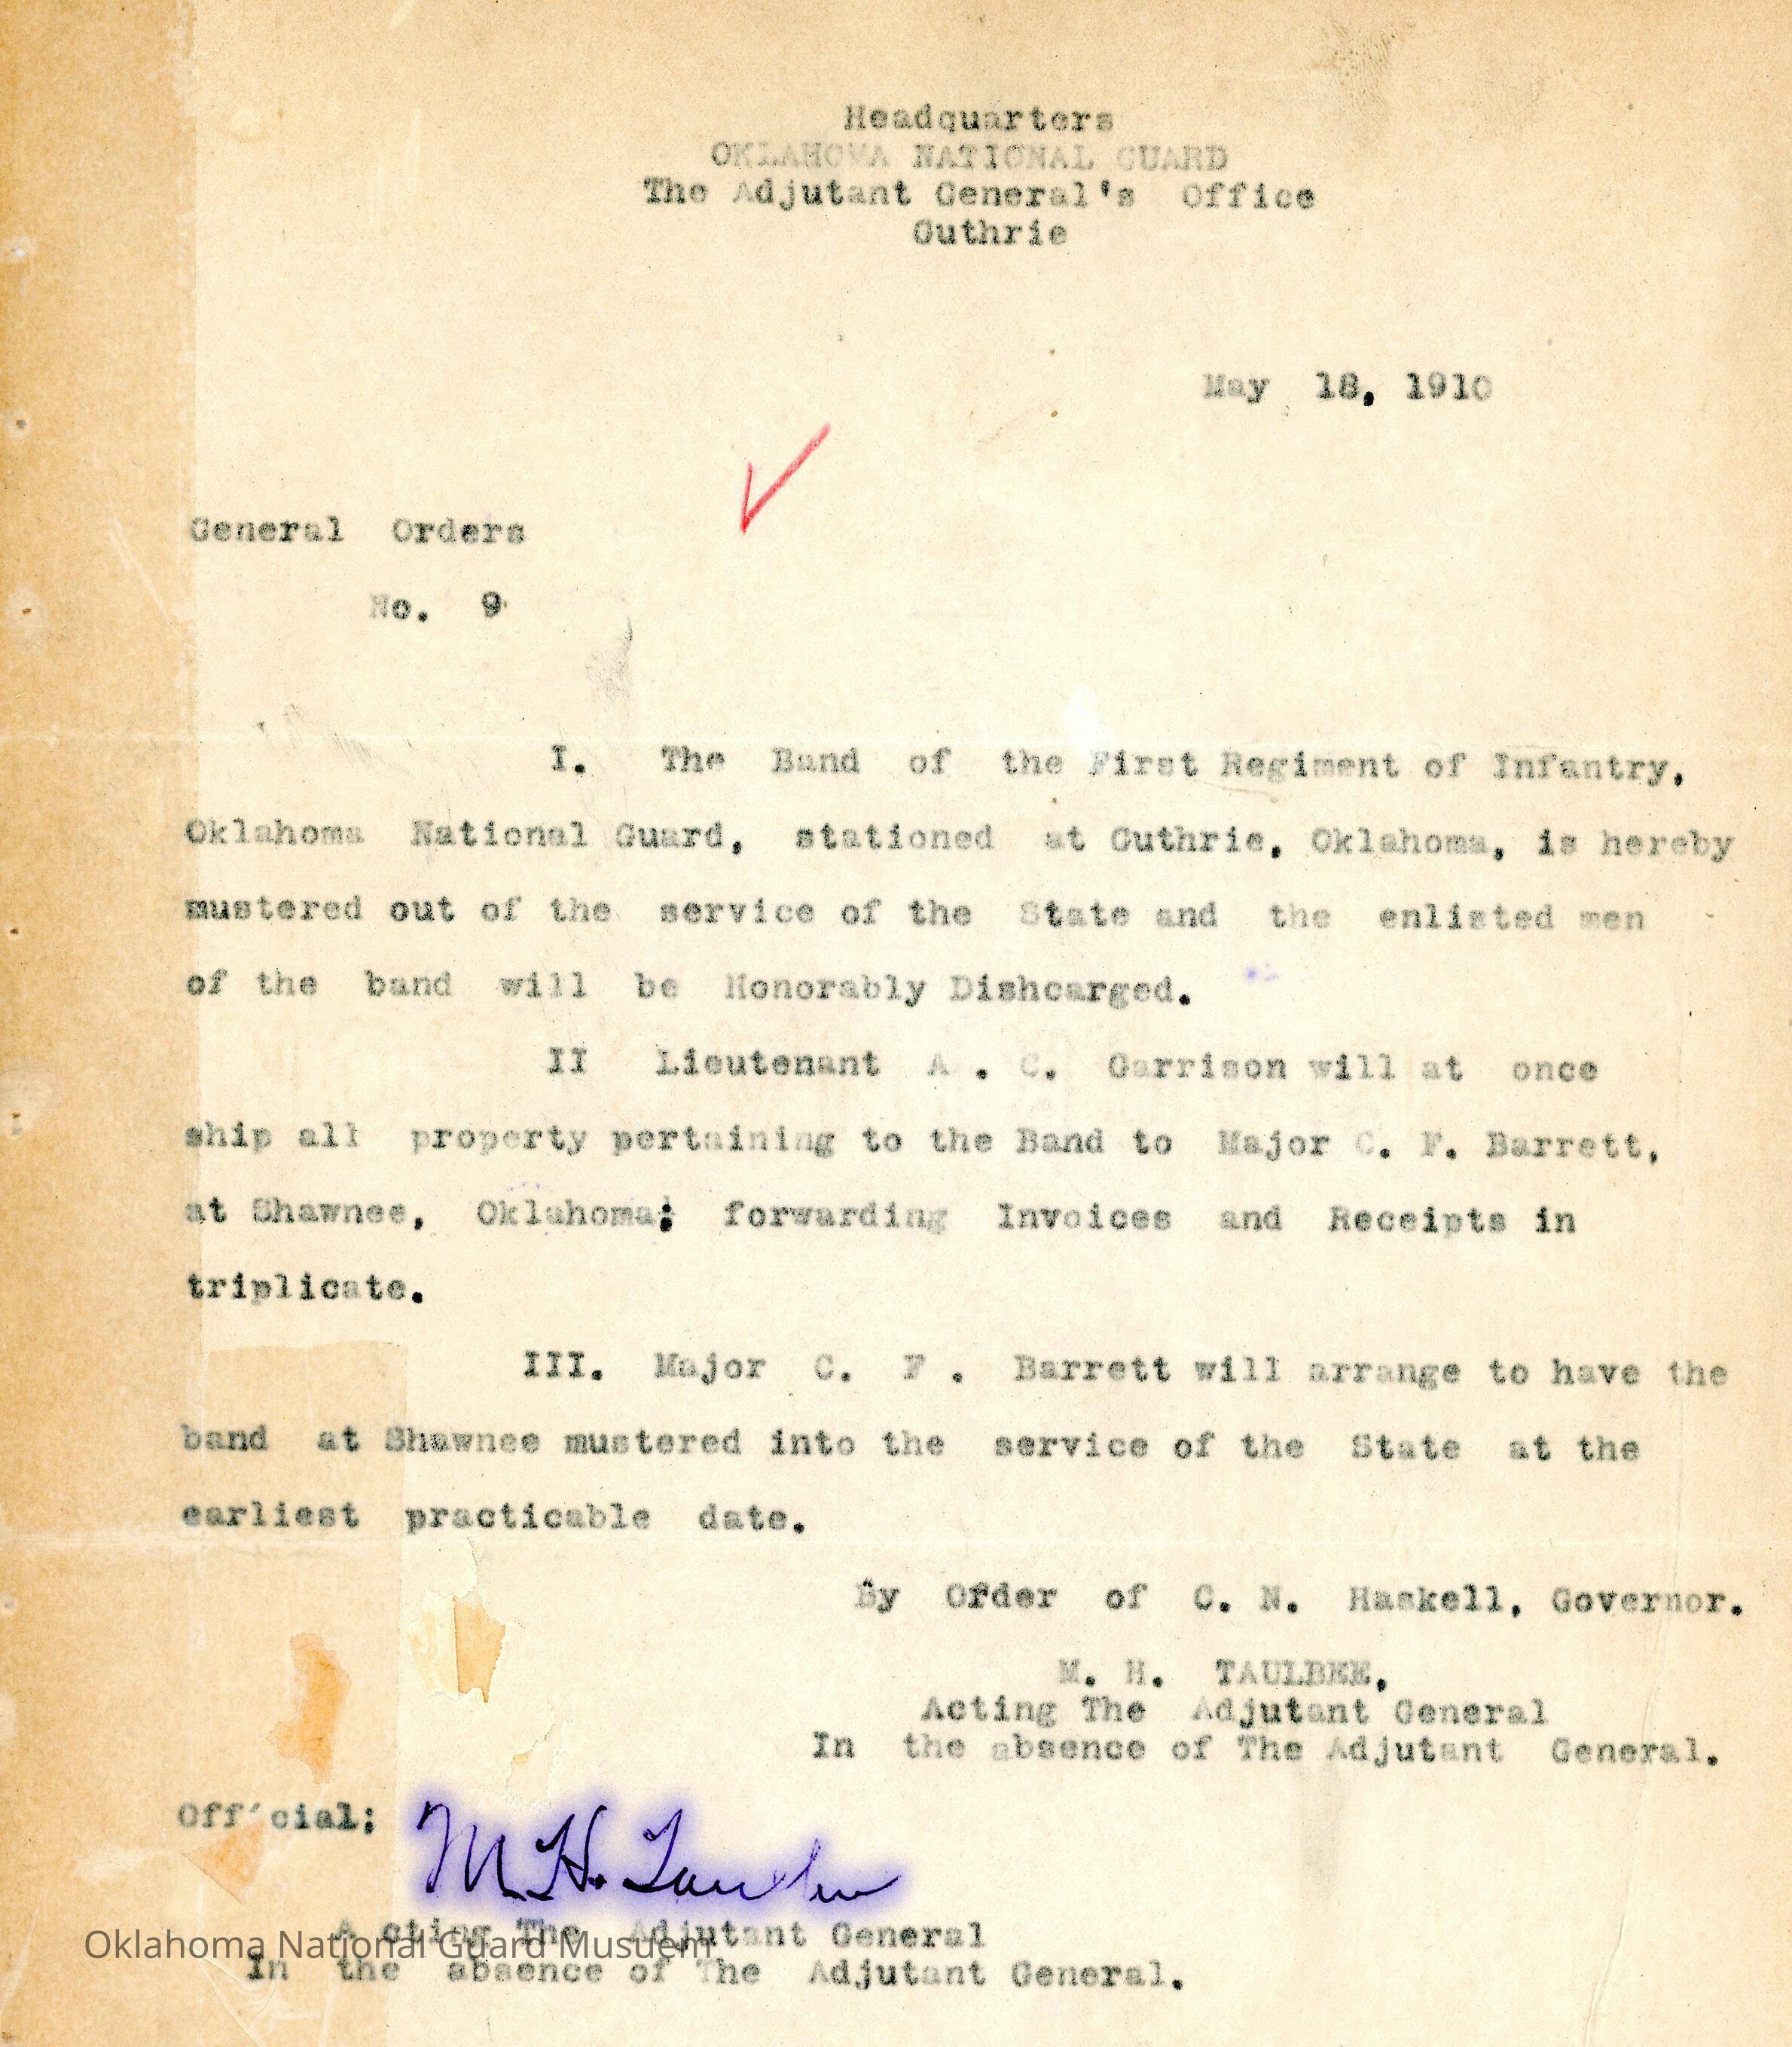 Headquarters
OKLAHOMA NATIONAL GUARD
The Adjutant General's Office
Guthrie
May 18, 1910
General Orders
No. 9
I. The Band of the First Regiment of Infantry,
Oklahoma National Guard, stationed at Guthrie, Oklahoma, is hereby
mustered out of the service of the State and the enlisted men
of the band will be Honorably Dishcarged.
II Lieutenant A . C. Garrison will at once
ship all property pertaining to the Band to Major C. F. Barrett,
at Shawnee, Oklahoma; forwarding Invoices and Receipts in
triplicate.
III. Major C. F . Barrett will arrange to have the
band at Shawnee mustered into the service of the State at the
earliest practicable date.
By Order of C. N. Haskell, Governor.
M. H. TAULBEE,
Acting The Adjutant General
In the absence of The Adjutant General.
Official; M. H. Taulbee
A cting The Adjutant General
Oklahoma National Guard Musuem
In the absence of The Adjutant General.